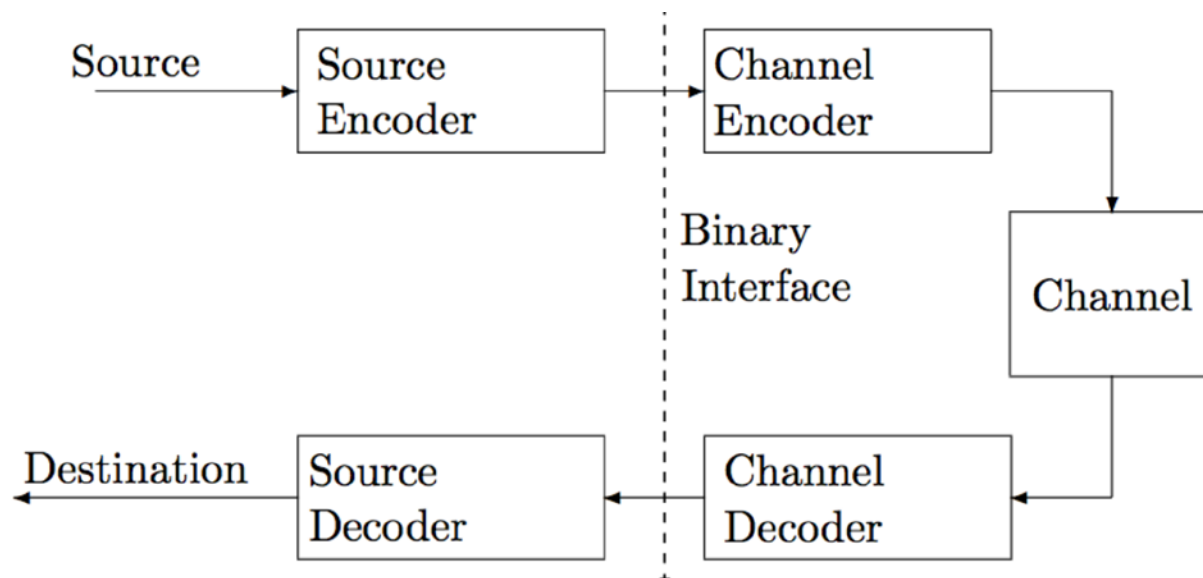 Source
Source
Encoder
Channel
Encoder
Binary
Interface
Channel
Destination
Source
Decoder
Channel
Decoder